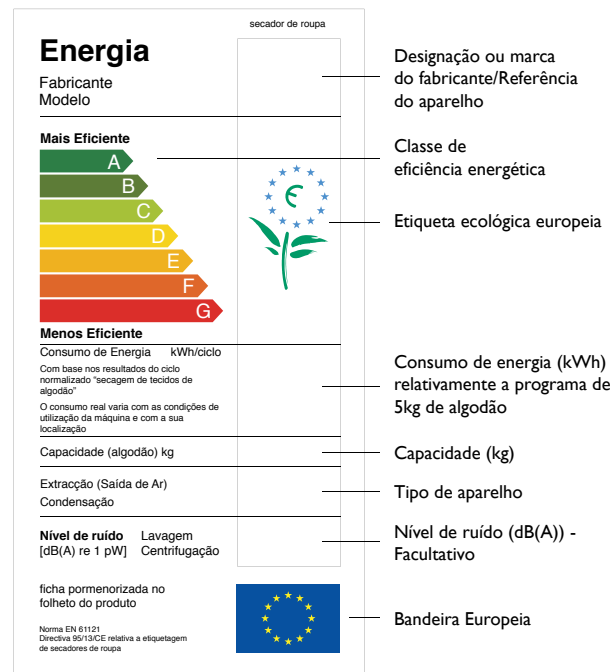 secador de roupa
Energia
Fabricante
Modelo
Designação ou marca
do fabricante/Referência
do aparelho
Mais Eficiente
A
B
C
D
E
F
G
Menos Eficiente
Classe de
eficiência energética
Etiqueta ecológica europeia
Consumo de Energia kWh/ciclo
Com base nos resultados do ciclo
normalizado “secagem de tecidos de
algodão”
O consumo real varia com as condições de
utilização da máquina e com a sua
localização
Consumo de energia (kWh)
relativamente a programa de
5kg de algodão
Capacidade (algodão) kg
Capacidade (kg)
Extracção (Saída de Ar)
Condensação
Tipo de aparelho
Nível de ruído Lavagem
[dB(A) re 1 pW] Centrifugação
Nível de ruído (dB(A)) -
Facultativo
ficha pormenorizada no
folheto do produto
Norma EN 61121
Directiva 95/13/CE relativa a etiquetagem
de secadores de roupa
Bandeira Europeia